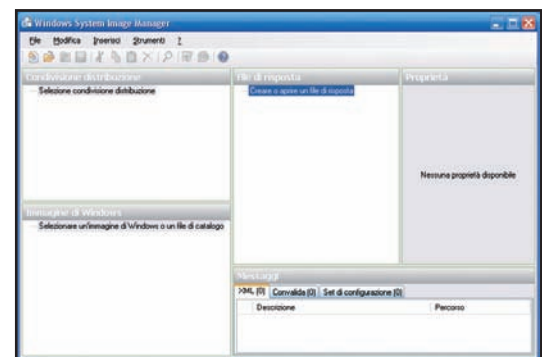 Windows System Image Manager
File Modifica Inserisci Strumenti ?
Condivisione distribuzione
Selezione condivisione distribuzione
File di risposta
Creare o aprire un file di risposta
Proprietà
Nessuna proprietà disponibile
Immagine di Windows
Selezionare un'immagine di Windows o un file di catalogo
Messaggi
XML (0) Convalida (0) Set di configurazione (0)
Descrizione Percorso